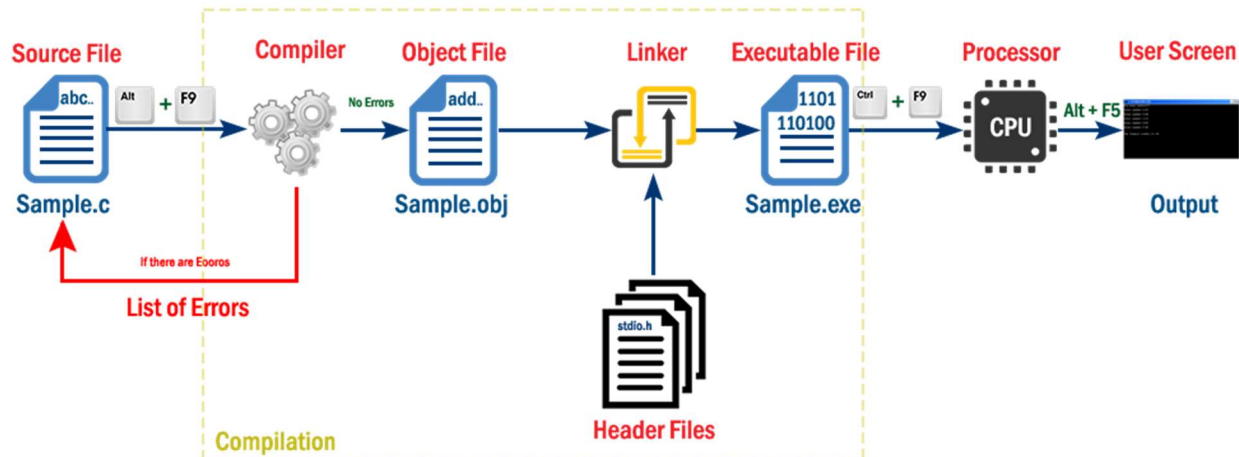 Source File
abc..
Sample.c
Alt + F9
Compiler
If there are Eooros
List of Errors
No Errors
Object File
add..
Sample.obj
Linker
stdio.h
Header Files
Executable File
1101
110100
Sample.exe
Ctrl + F9
Processor
CPU
Alt + F5
User Screen
Output
Compilation